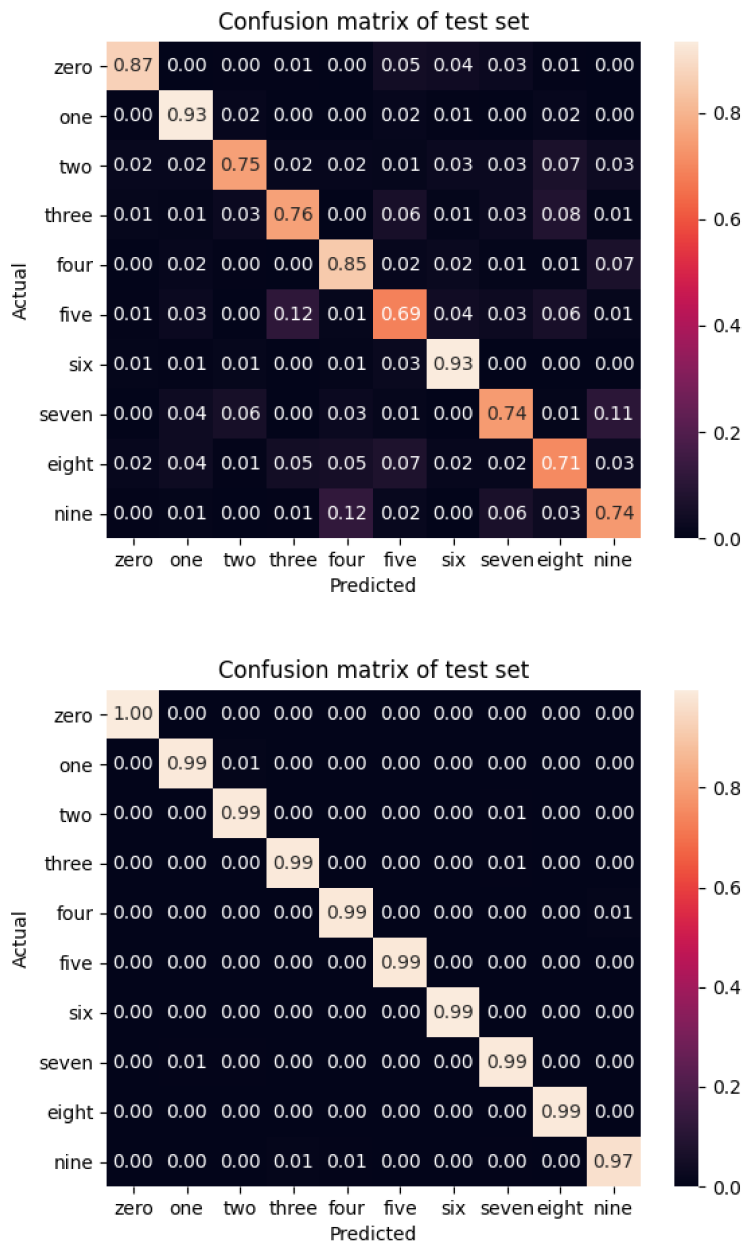 Confusion matrix of test set
zero 0.87 0.00 0.00 0.01 0.00 0.05 0.04 0.03 0.01 0.00
one 0.00 0.93 0.02 0.00 0.00 0.02 0.01 0.00 0.02 0.00
two 0.02 0.02 0.75 0.02 0.02 0.01 0.03 0.03 0.07 0.03
three 0.01 0.01 0.03 0.76 0.00 0.06 0.01 0.03 0.08 0.01
four 0.00 0.02 0.00 0.00 0.85 0.02 0.02 0.01 0.01 0.07
five 0.01 0.03 0.00 0.12 0.01 0.69 0.04 0.03 0.06 0.01
six 0.01 0.01 0.01 0.00 0.01 0.03 0.93 0.00 0.00 0.00
seven 0.00 0.04 0.06 0.00 0.03 0.01 0.00 0.74 0.01 0.11
eight 0.02 0.04 0.01 0.05 0.05 0.07 0.02 0.02 0.71 0.03
nine 0.00 0.01 0.00 0.01 0.12 0.02 0.00 0.06 0.03 0.74
zero one two three four five six seven eight nine
Predicted
Actual
0.8
0.6
0.4
0.2
0.0
Confusion matrix of test set
zero 1.00 0.00 0.00 0.00 0.00 0.00 0.00 0.00 0.00 0.00
one 0.00 0.99 0.01 0.00 0.00 0.00 0.00 0.00 0.00 0.00
two 0.00 0.00 0.99 0.00 0.00 0.00 0.00 0.01 0.00 0.00
three 0.00 0.00 0.00 0.99 0.00 0.00 0.00 0.01 0.00 0.00
four 0.00 0.00 0.00 0.00 0.99 0.00 0.00 0.00 0.00 0.01
five 0.00 0.00 0.00 0.00 0.00 0.99 0.00 0.00 0.00 0.00
six 0.00 0.00 0.00 0.00 0.00 0.00 0.99 0.00 0.00 0.00
seven 0.00 0.01 0.00 0.00 0.00 0.00 0.00 0.99 0.00 0.00
eight 0.00 0.00 0.00 0.00 0.00 0.00 0.00 0.00 0.99 0.00
nine 0.00 0.00 0.00 0.01 0.01 0.00 0.00 0.00 0.00 0.97
zero one two three four five six seven eight nine
Predicted
Actual
0.8
0.6
0.4
0.2
0.0